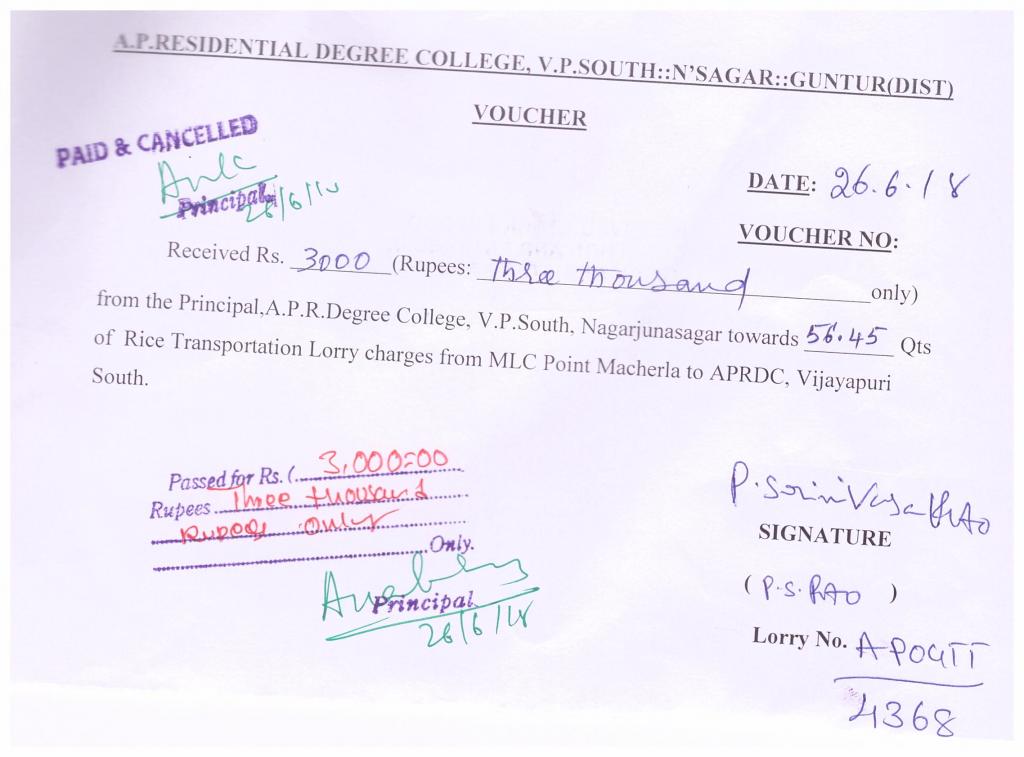 A.P.RESIDENTIAL DEGREE COLLEGE, V.P.SOUTH::N'SAGAR::GUNTUR(DIST)
VOUCHER
PAID & CANCELLED
Principal
26/6/18
DATE: 26.6.18
VOUCHER NO:
Received Rs. 3000 (Rupees: three thousand only)
from the Principal,A.P.R.Degree College, V.P.South, Nagarjunasagar towards 56.45 Qts
of Rice Transportation Lorry charges from MLC Point Macherla to APRDC, Vijayapuri
South.
Passed for Rs. (. 3,000=00
Rupees Three thousand
Rupees only
Only.
Principal
26/6/18
P. Srinivasa Rao
SIGNATURE
( P.S. RAO )
Lorry No. AP04TT
4368